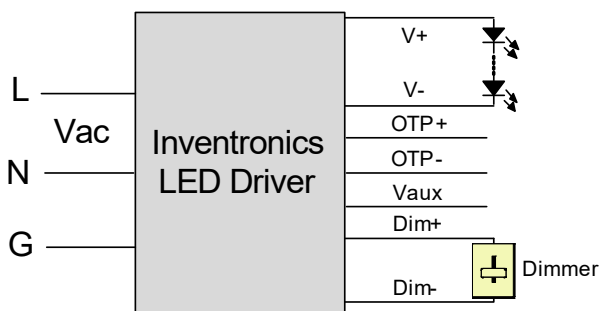 L
Vac
N
G
Inventronics
LED Driver
V+
V-
OTP+
OTP-
Vaux
Dim+
Dim-
Dimmer